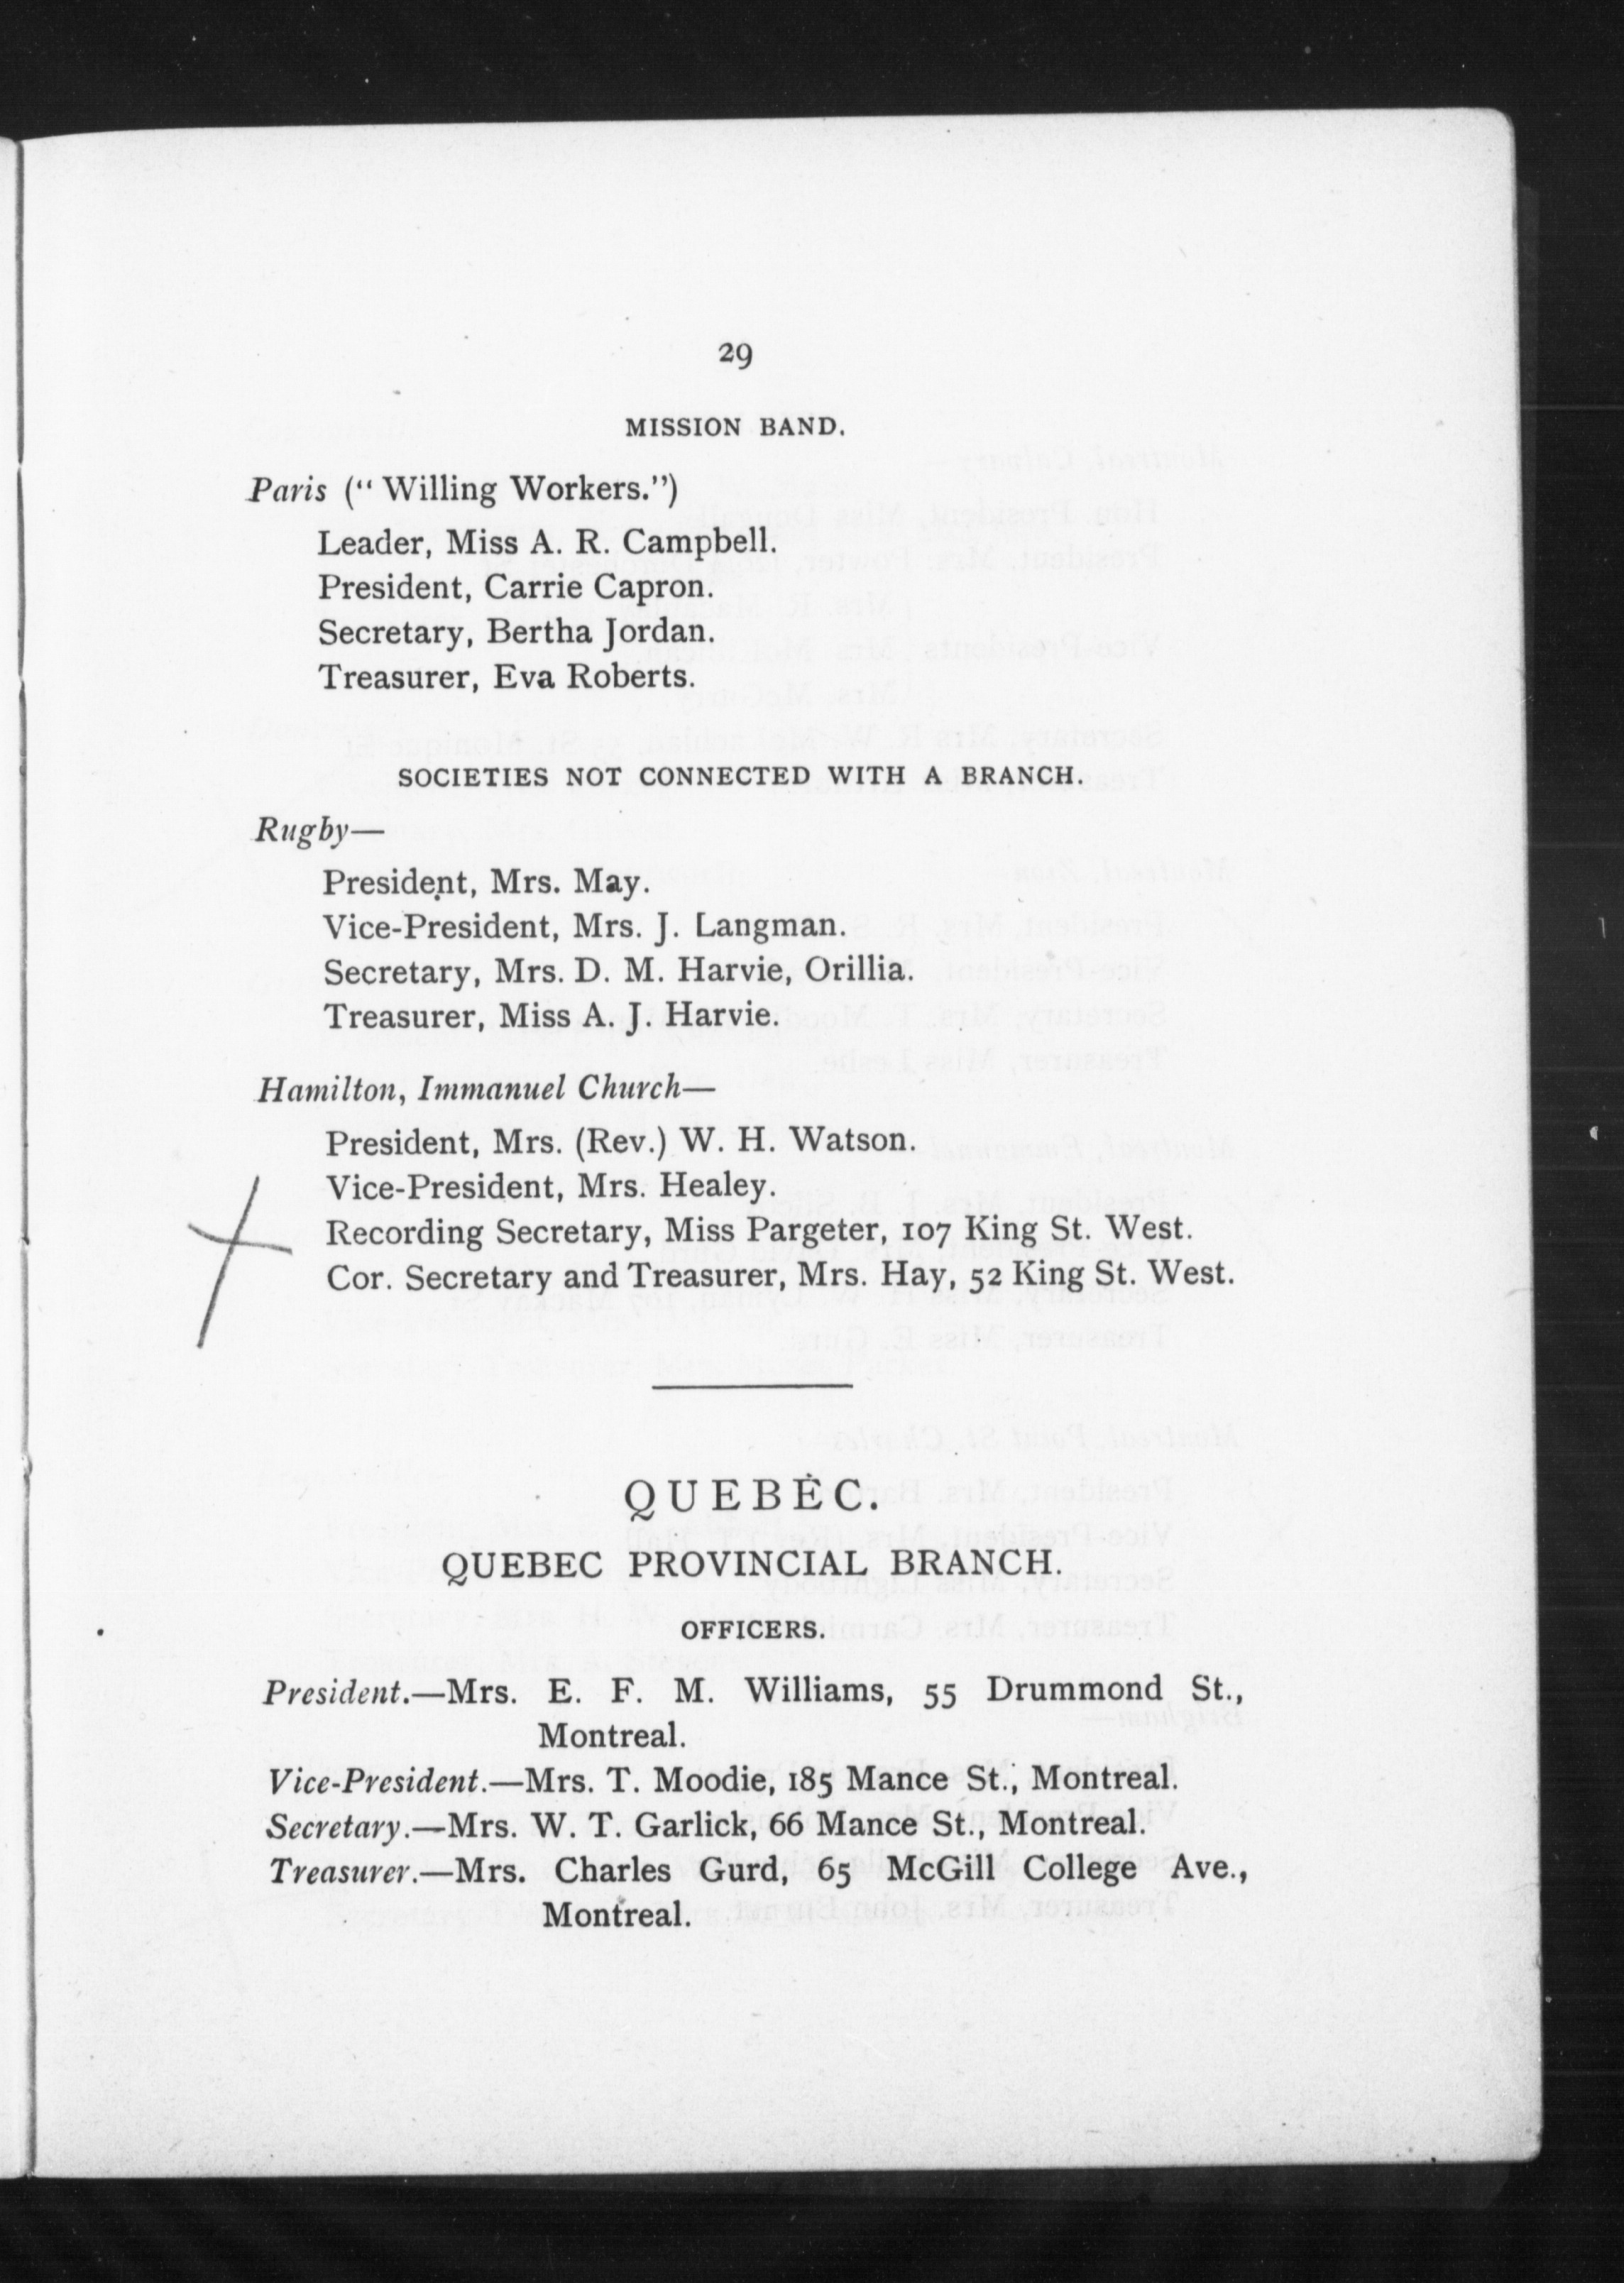 29
MISSION BAND.
Paris (“ Willing Workers.”)
Leader, Miss A. R. Campbell.
President, Carrie Capron.
Secretary, Bertha Jordan.
Treasurer, Eva Roberts.
SOCIETIES NOT CONNECTED WITH A BRANCH.
Rugby—
President, Mrs. May.
Vice-President, Mrs. J. Langman.
Secretary, Mrs. D. M. Harvie, Orillia.
Treasurer, Miss A. J. Harvie.
Hamilton, Immanuel Church—
President, Mrs. (Rev.) W. H. Watson.
Vice-President, Mrs. Healey.
Recording Secretary, Miss Pargeter, 107 King St. West.
Cor. Secretary and Treasurer, Mrs. Hay, 52 King St. West.
QUEBEC.
QUEBEC PROVINCIAL BRANCH.
OFFICERS.
President.—Mrs. E. F. M. Williams, 55 Drummond St.,
Montreal.
Vice-President.—Mrs. T. Moodie, 185 Mance St., Montreal.
Secretary.—Mrs. W. T. Garlick, 66 Mance St., Montreal.
Treasurer.—Mrs. Charles Gurd, 65 McGill College Ave.,
Montreal.